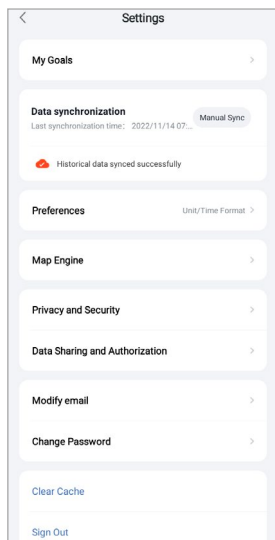 Settings
My Goals
Data synchronization
Manual Sync
Last synchronization time: 2022/11/14 07:...
Historical data synced successfully
Preferences Unit/Time Format
Map Engine
Privacy and Security
Data Sharing and Authorization
Modify email
Change Password
Clear Cache
Sign Out